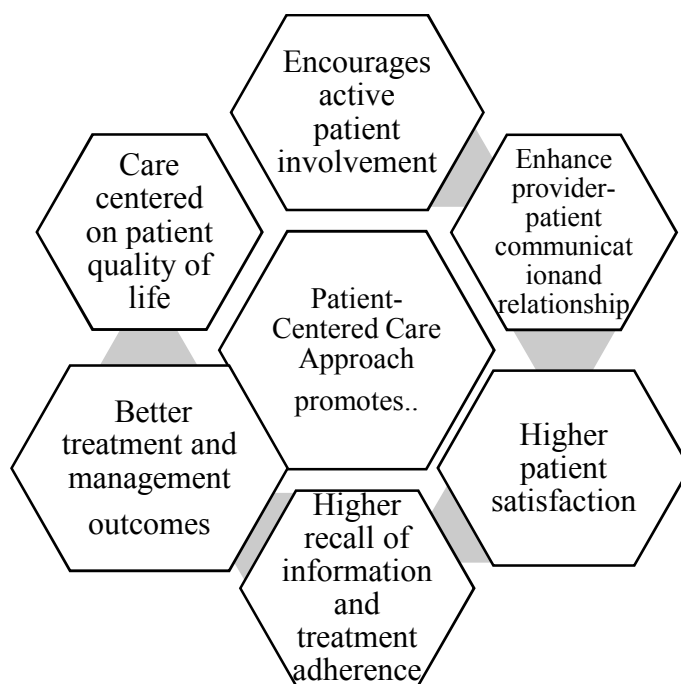 Encourages
active
patient
involvement
Enhance
provider-
patient
communicat
ionand
relationship
Higher
patient
satisfaction
Higher
recall of
information
and
treatment
adherence
Better
treatment and
management
outcomes
Care
centered
on patient
quality of
life
Patient-
Centered Care
Approach
promotes..